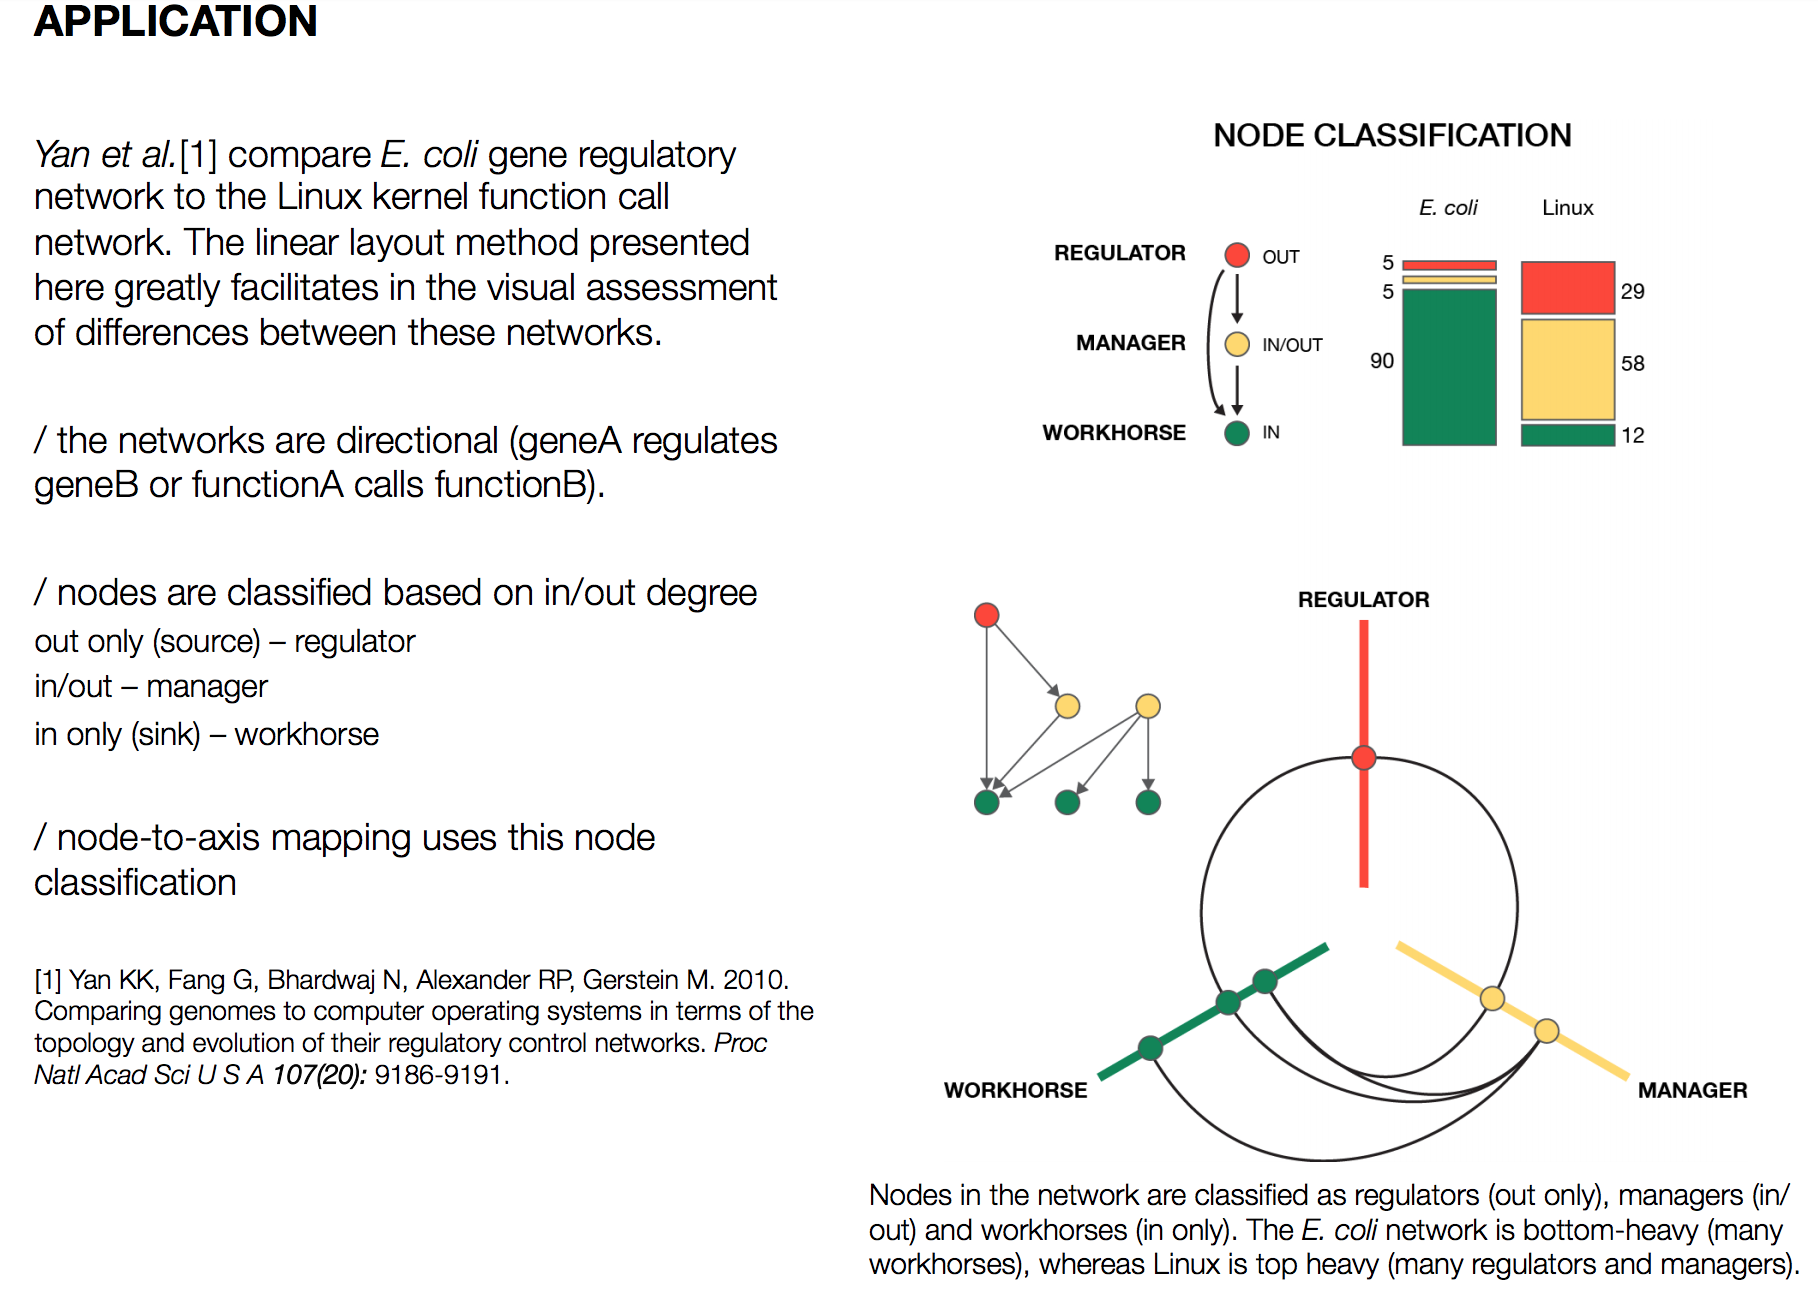 APPLICATION
Yan et al.[1] compare E. coli gene regulatory
network to the Linux kernel function call
network. The linear layout method presented
here greatly facilitates in the visual assessment
of differences between these networks.
/ the networks are directional (geneA regulates
geneB or functionA calls functionB).
/ nodes are classified based on in/out degree
out only (source) – regulator
in/out – manager
in only (sink) – workhorse
/ node-to-axis mapping uses this node
classification
[1] Yan KK, Fang G, Bhardwaj N, Alexander RP, Gerstein M. 2010.
Comparing genomes to computer operating systems in terms of the
topology and evolution of their regulatory control networks. Proc
Natl Acad Sci U S A 107(20): 9186-9191.
NODE CLASSIFICATION
E. coli Linux
REGULATOR OUT
MANAGER IN/OUT
WORKHORSE IN
5
5
90
29
58
12
REGULATOR
WORKHORSE
MANAGER
Nodes in the network are classified as regulators (out only), managers (in/
out) and workhorses (in only). The E. coli network is bottom-heavy (many
workhorses), whereas Linux is top heavy (many regulators and managers).